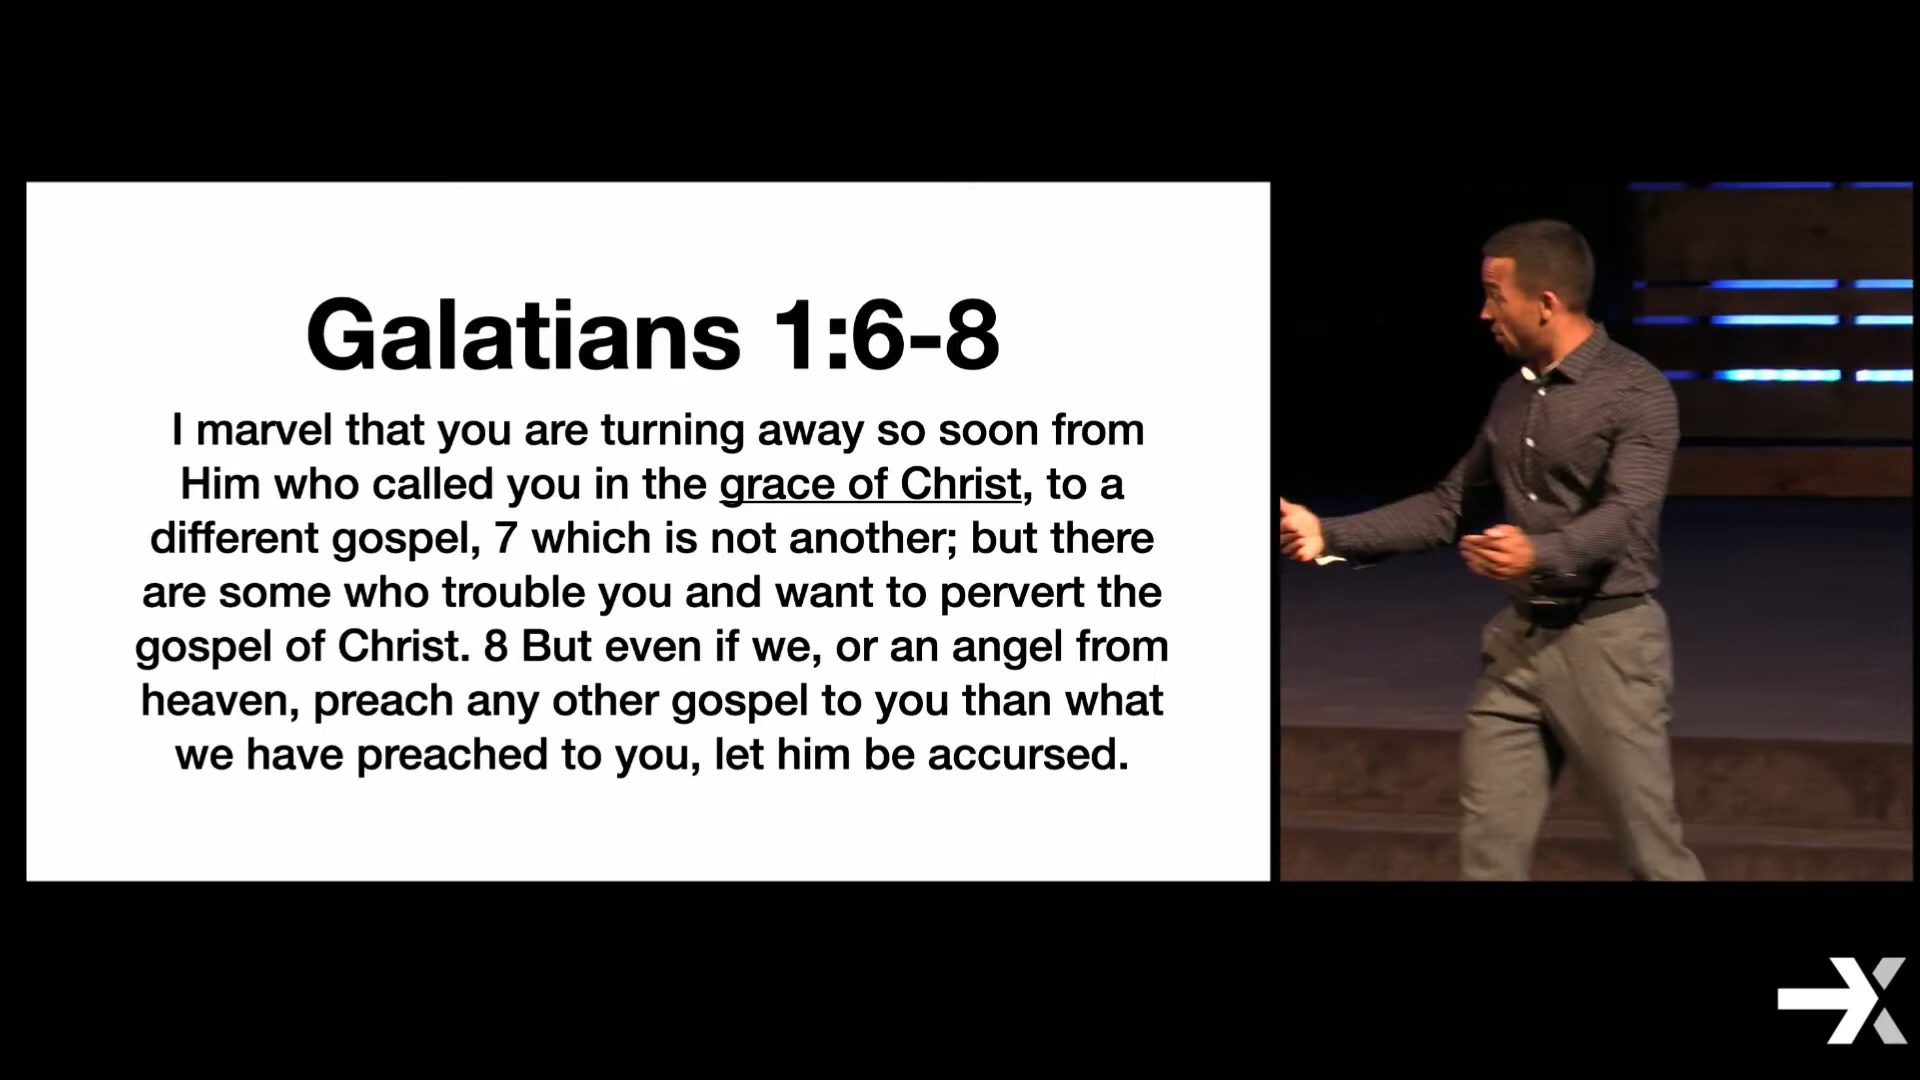 Galatians 1:6-8
I marvel that you are turning away so soon from
Him who called you in the grace of Christ, to a
different gospel, 7 which is not another; but there
are some who trouble you and want to pervert the
gospel of Christ. 8 But even if we, or an angel from
heaven, preach any other gospel to you than what
we have preached to you, let him be accursed.